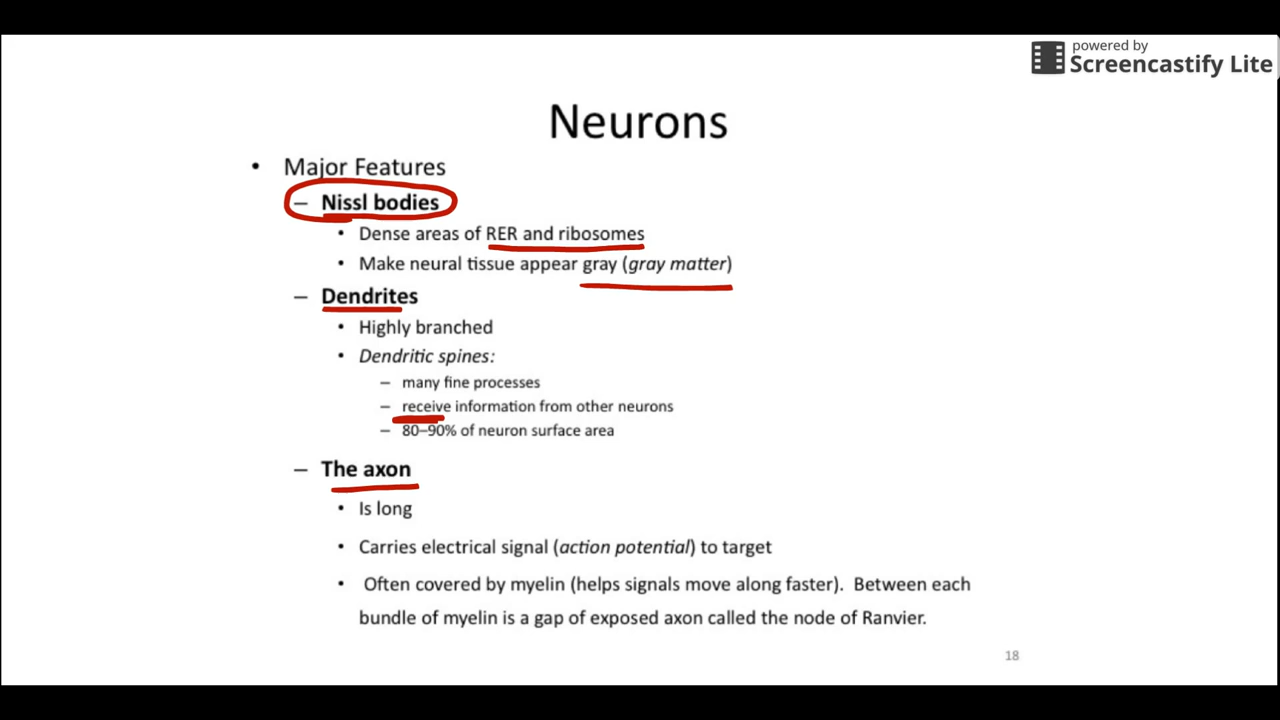 powered by
Screencastify Lite
Neurons
• Major Features
– Nissl bodies
• Dense areas of RER and ribosomes
• Make neural tissue appear gray (gray matter)
– Dendrites
• Highly branched
• Dendritic spines:
– many fine processes
– receive information from other neurons
– 80–90% of neuron surface area
– The axon
• Is long
• Carries electrical signal (action potential) to target
• Often covered by myelin (helps signals move along faster). Between each
bundle of myelin is a gap of exposed axon called the node of Ranvier.
18